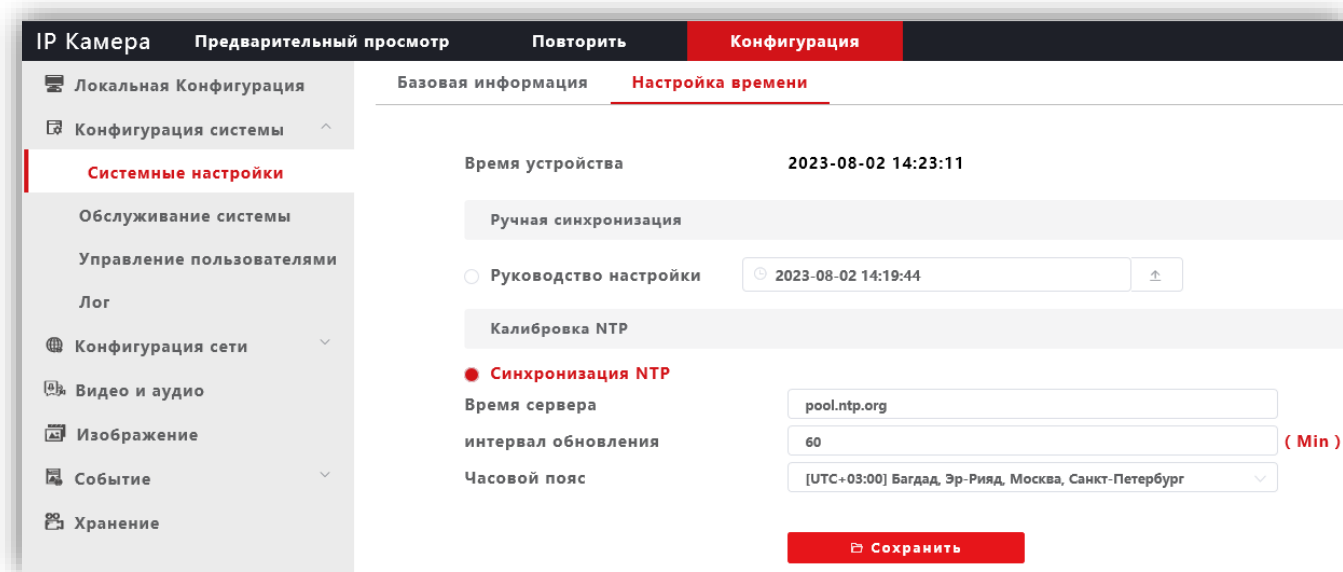 IP Камера Предварительный просмотр Повторить Конфигурация
Локальная Конфигурация
Конфигурация системы
Системные настройки
Обслуживание системы
Управление пользователями
Лог
Конфигурация сети
Видео и аудио
Изображение
Событие
Хранение
Базовая информация Настройка времени
Время устройства 2023-08-02 14:23:11
Ручная синхронизация
Руководство настройки 2023-08-02 14:19:44
Калибровка NTP
Синхронизация NTP
Время сервера pool.ntp.org
интервал обновления 60 ( Min )
Часовой пояс [UTC+03:00] Багдад, Эр-Рияд, Москва, Санкт-Петербург
Сохранить